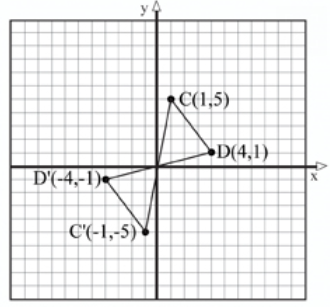 y
C(1,5)
D(4,1)
x
D'(-4,-1)
C'(-1,-5)